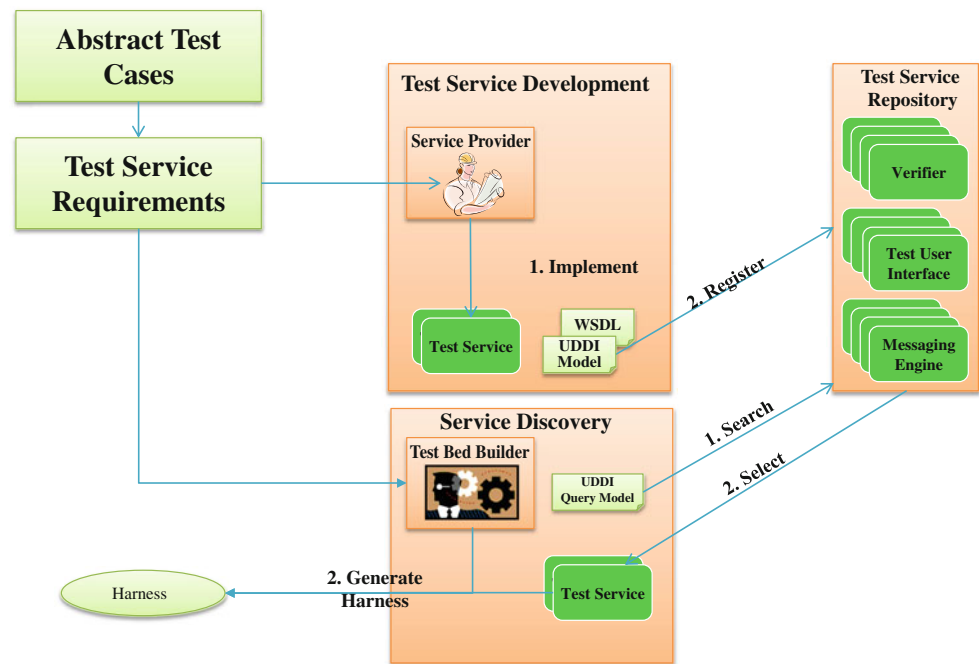 Abstract Test
Cases
Test Service
Requirements
Test Service Development
Service Provider
1. Implement
Test Service
WSDL
UDDI
Model
2. Register
Test Service
Repository
Verifier
Test User
Interface
Messaging
Engine
Service Discovery
Test Bed Builder
UDDI
Query Model
1. Search
2. Select
Test Service
2. Generate
Harness
Harness